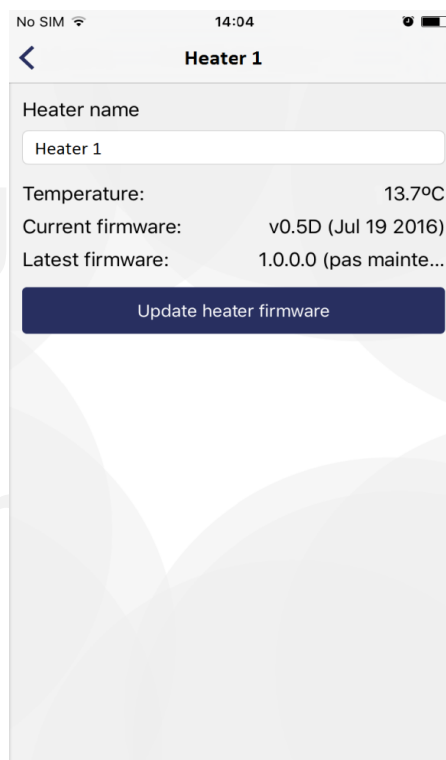 No SIM 14:04
Heater 1
Heater name
Heater 1
Temperature: 13.7ºC
Current firmware: v0.5D (Jul 19 2016)
Latest firmware: 1.0.0.0 (pas mainte...
Update heater firmware